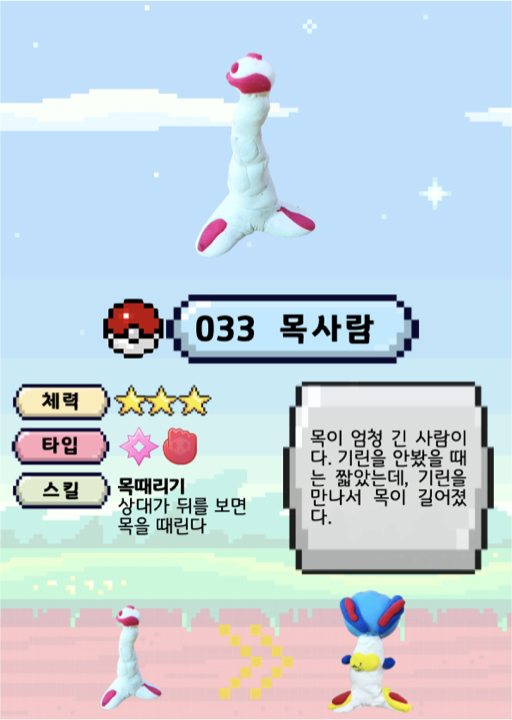 033 목사람
체력
타입
스킬
목때리기
상대가 뒤를 보면
목을 때린다
목이 엄청 긴 사람이
다. 기린을 안봤을 때
는 짧았는데, 기린을
만나서 목이 길어졌
다.